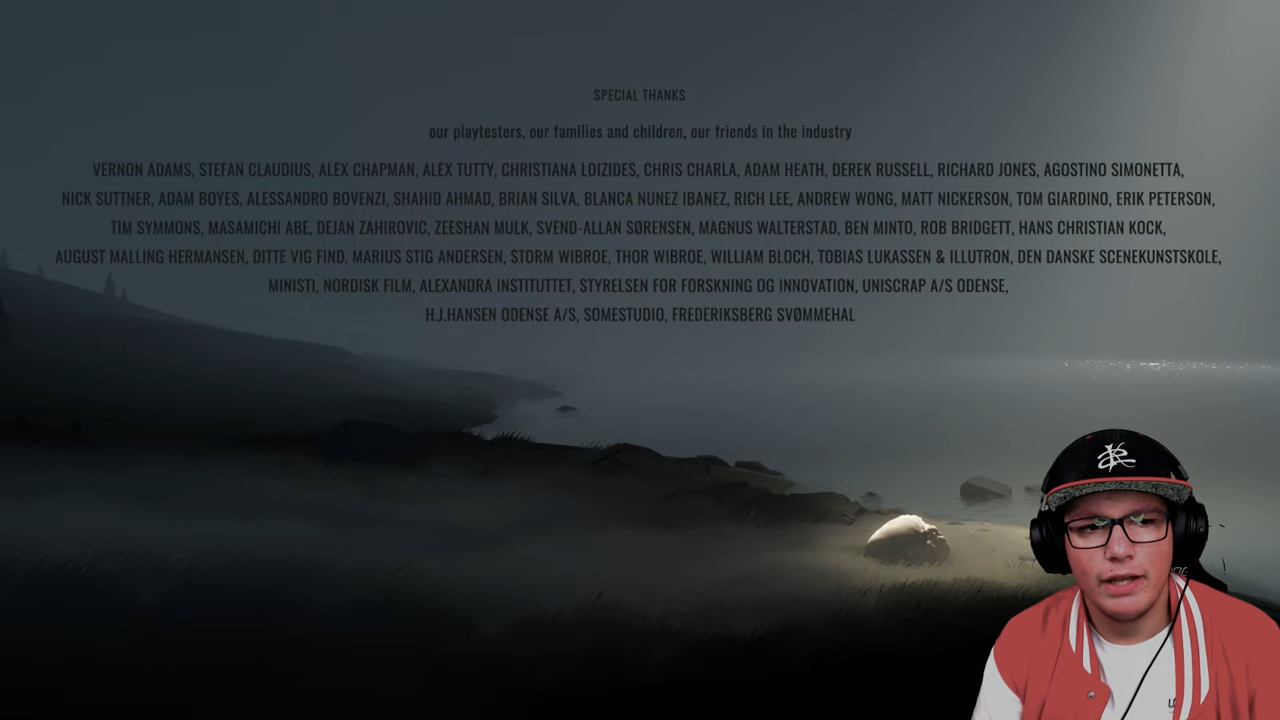 SPECIAL THANKS
our playtesters, our families and children, our friends in the industry
VERNON ADAMS, STEFAN CLAUDIUS, ALEX CHAPMAN, ALEX TUTTY, CHRISTIANA LOIZIDES, CHRIS CHARLA, ADAM HEATH, DEREK RUSSELL, RICHARD JONES, AGOSTINO SIMONETTA,
NICK SUTTNER, ADAM BOYES, ALESSANDRO BOVENZI, SHAHID AHMAD, BRIAN SILVA, BLANCA NUNEZ IBANEZ, RICH LEE, ANDREW WONG, MATT NICKERSON, TOM GIARDINO, ERIK PETERSON,
TIM SYMMONS, MASAMICHI ABE, DEJAN ZAHIROVIC, ZEESHAN MULK, SVEND-ALLAN SØRENSEN, MAGNUS WALTERSTAD, BEN MINTO, ROB BRIDGETT, HANS CHRISTIAN KOCK,
AUGUST MALLING HERMANSEN, DITTE VIG FIND, MARIUS STIG ANDERSEN, STORM WIBROE, THOR WIBROE, WILLIAM BLOCH, TOBIAS LUKASSEN & ILLUTRON, DEN DANSKE SCENEKUNSTSKOLE,
MINISTI, NORDISK FILM, ALEXANDRA INSTITUTTET, STYRELSEN FOR FORSKNING OG INNOVATION, UNISCRAP A/S ODENSE,
H.J.HANSEN ODENSE A/S, SOMESTUDIO, FREDERIKSBERG SVØMMEHAL